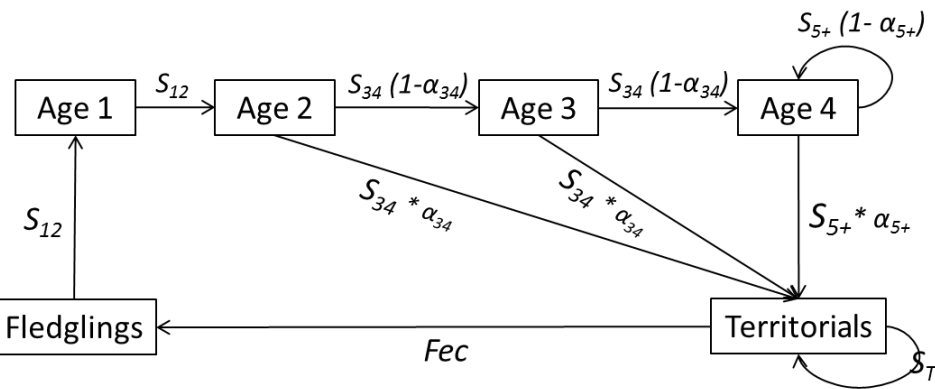 S5+ (1- α5+)
S12
S34 (1-α34)
S34 (1-α34)
Age 1
Age 2
Age 3
Age 4
S34 * α34
S34 * α34
S12
S5+* α5+
Fledglings
Territorials
Fec
ST